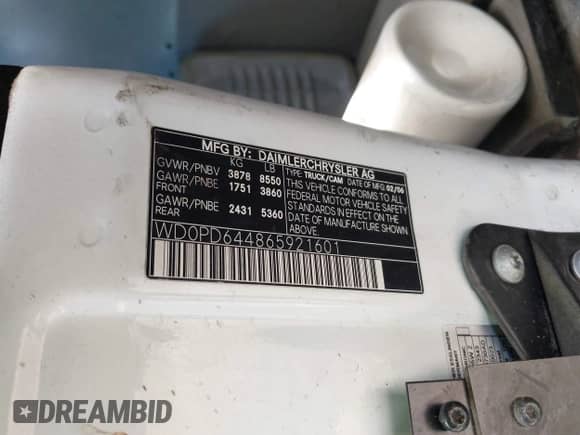 MFG BY: DAIMLERCHRYSLER AG
KG LB
GVWR/PNBV 3878 8550 TYPE: TRUCK/CAM DATE OF MFG: 02/06
GAWR/PNBE FRONT 1751 3860 THIS VEHICLE CONFORMS TO ALL
FEDERAL MOTOR VEHICLE SAFETY
GAWR/PNBE REAR 2431 5360 STANDARDS IN EFFECT ON THE
DATE OF MANUFACTURE SHOWN
ABOVE.
WD0PD644865921601
DREAMBID